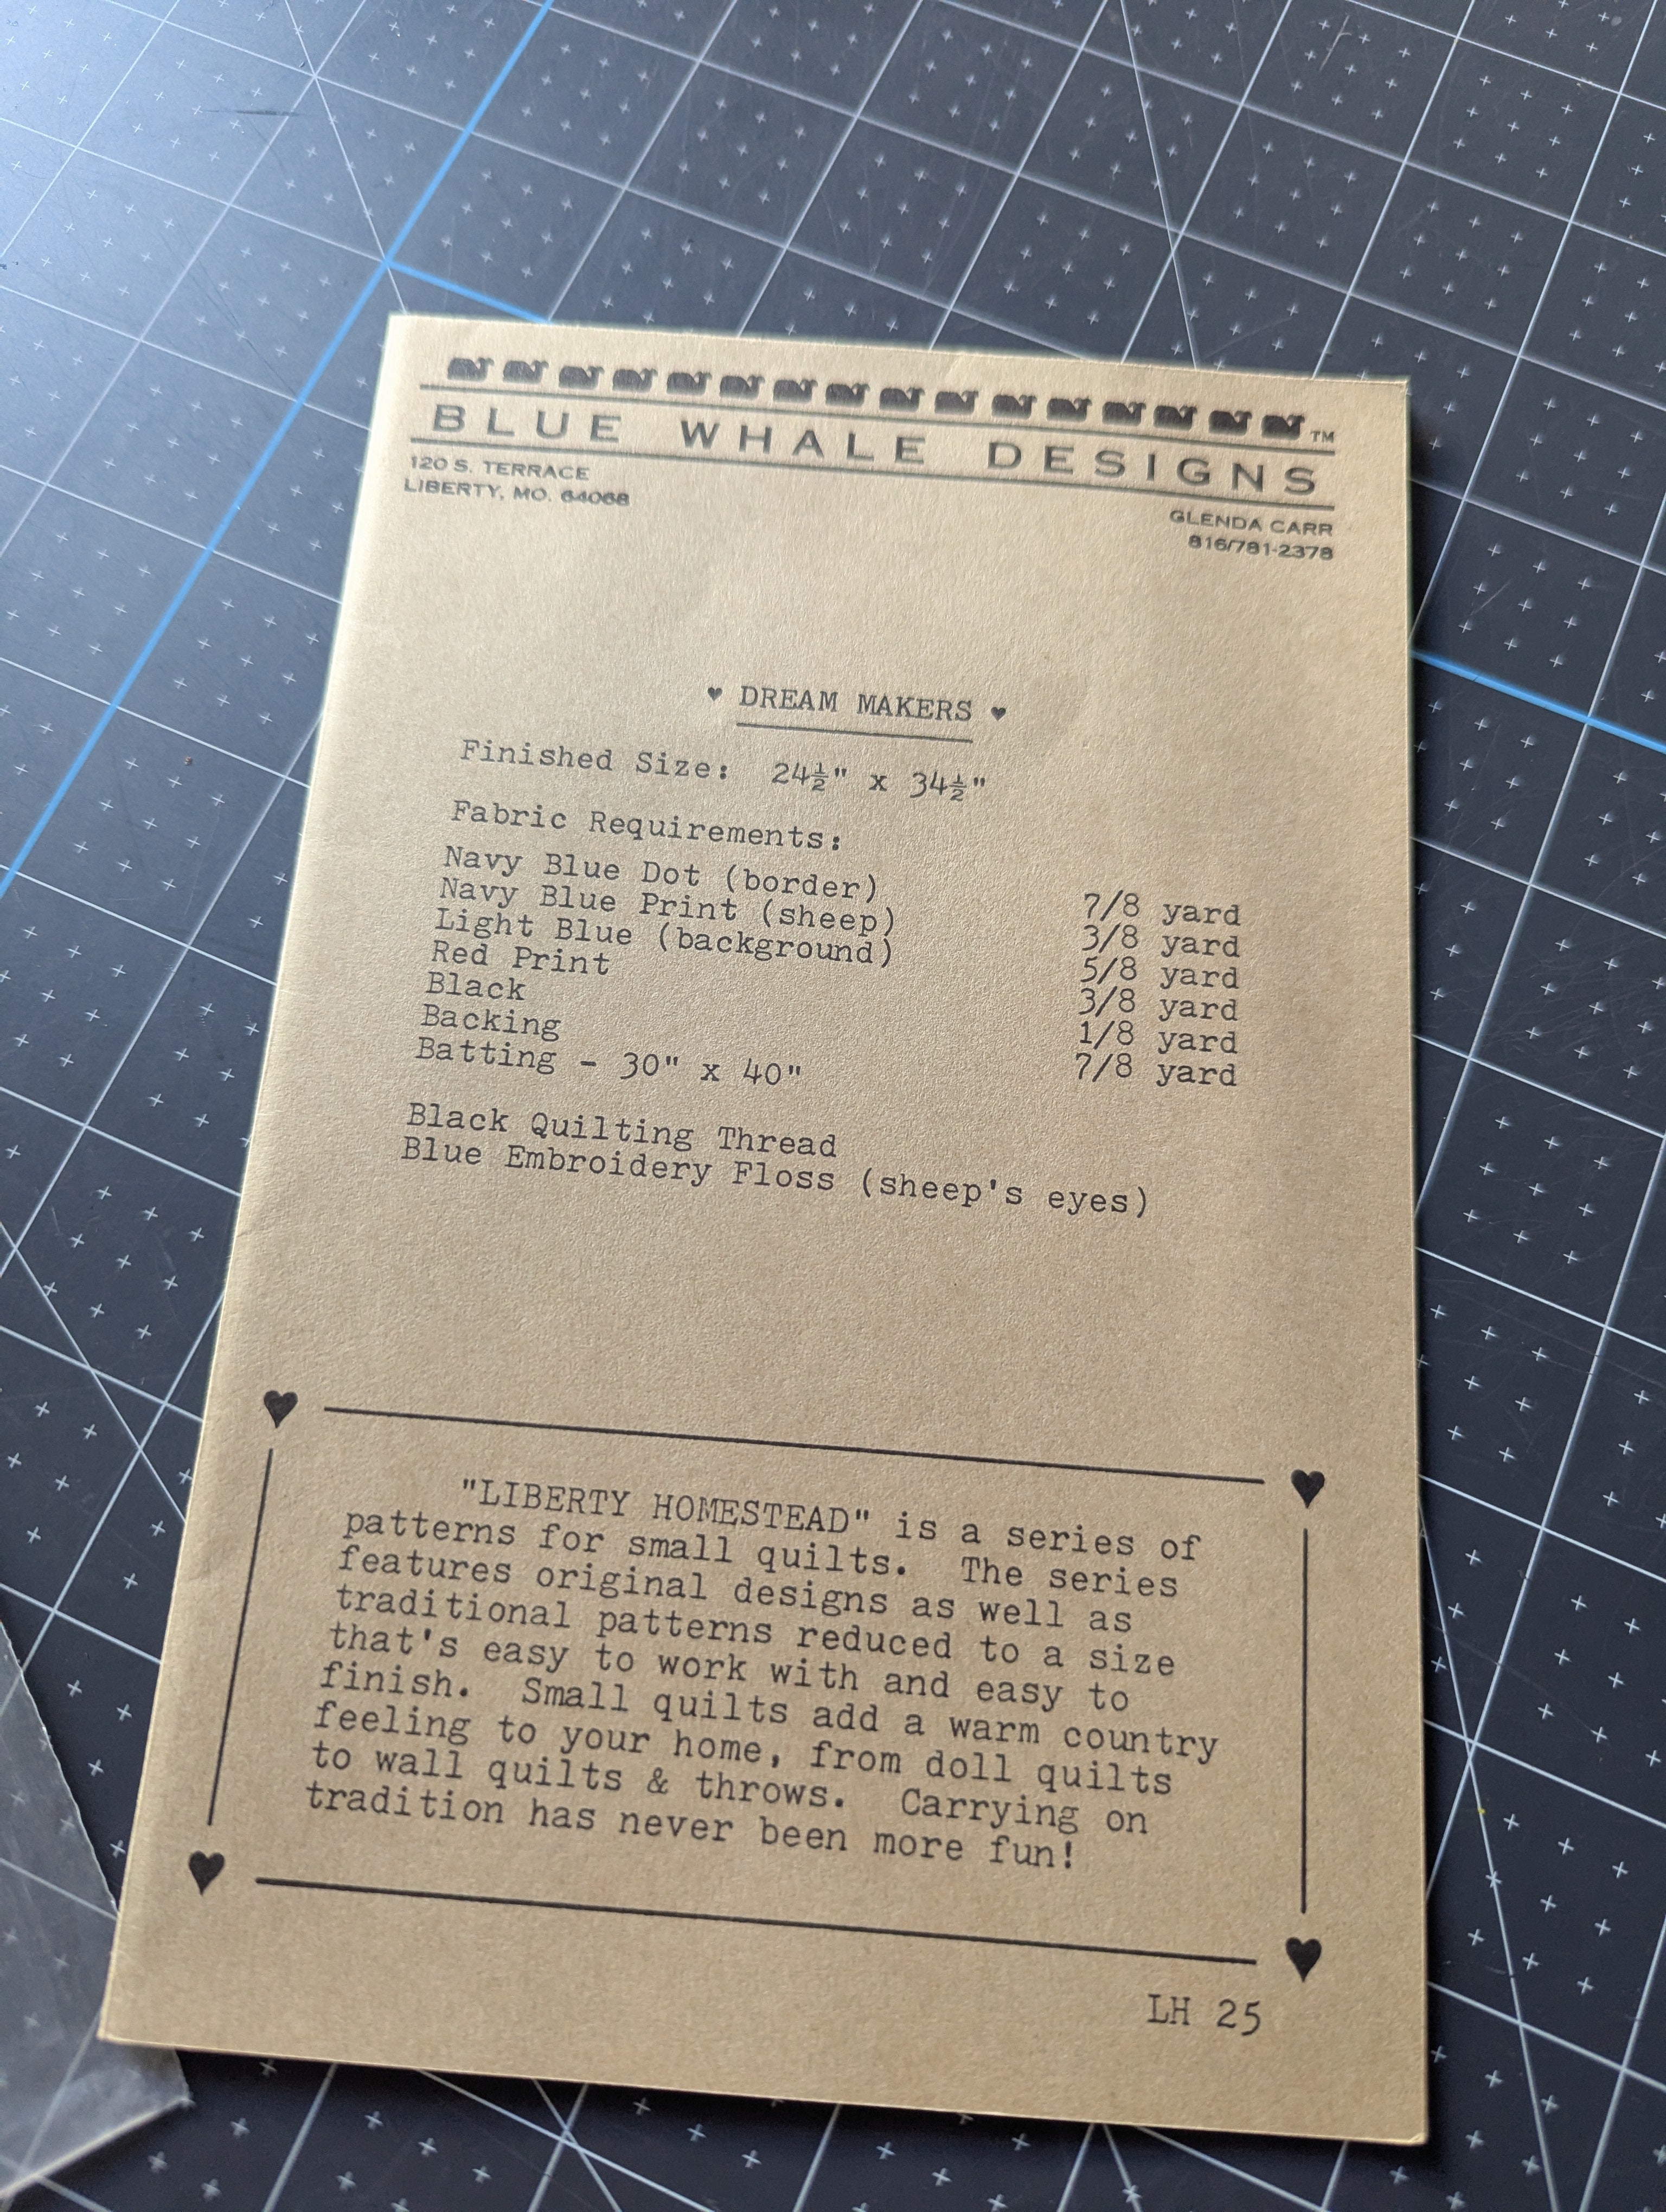 TM
BLUE WHALE DESIGNS
120 S. TERRACE
LIBERTY, MO. 64068
GLENDA CARR
816/781-2378
♥ DREAM MAKERS ♥
Finished Size: 24½" x 34½"
Fabric Requirements:
Navy Blue Dot (border) 7/8 yard
Navy Blue Print (sheep) 3/8 yard
Light Blue (background) 5/8 yard
Red Print 3/8 yard
Black 1/8 yard
Backing 7/8 yard
Batting - 30" x 40"
Black Quilting Thread
Blue Embroidery Floss (sheep's eyes)
"LIBERTY HOMESTEAD" is a series of
patterns for small quilts. The series
features original designs as well as
traditional patterns reduced to a size
that's easy to work with and easy to
finish. Small quilts add a warm country
feeling to your home, from doll quilts
to wall quilts & throws. Carrying on
tradition has never been more fun!
LH 25